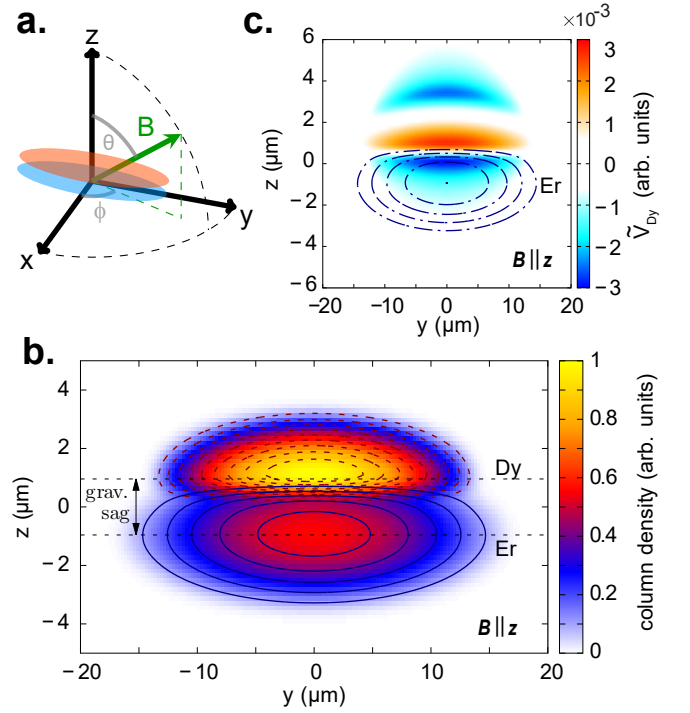 a.
z
B
θ
y
ϕ
x
c.
×10⁻³
6
4
2
0
−2
−4
−6
z (µm)
Er
B || z
−20
−10
0
10
20
y (µm)
3
2
1
0
−1
−2
−3
Ṽ_Dy (arb. units)
b.
4
2
0
−2
−4
z (µm)
grav.
sag
Dy
Er
B || z
−20
−10
0
10
20
y (µm)
1
0.8
0.6
0.4
0.2
0
column density (arb. units)